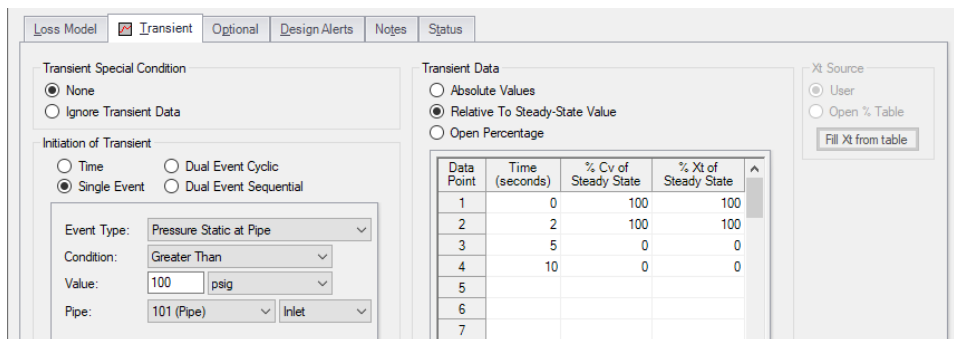 Loss Model Transient Optional Design Alerts Notes Status
Transient Special Condition
None
Ignore Transient Data
Initiation of Transient
Time Dual Event Cyclic
Single Event Dual Event Sequential
Event Type: Pressure Static at Pipe
Condition: Greater Than
Value: 100 psig
Pipe: 101 (Pipe) Inlet
Transient Data
Absolute Values
Relative To Steady-State Value
Open Percentage
Data Point Time (seconds) % Cv of Steady State % Xt of Steady State
1 0 100 100
2 2 100 100
3 5 0 0
4 10 0 0
5
6
7
Xt Source
User
Open % Table
Fill Xt from table